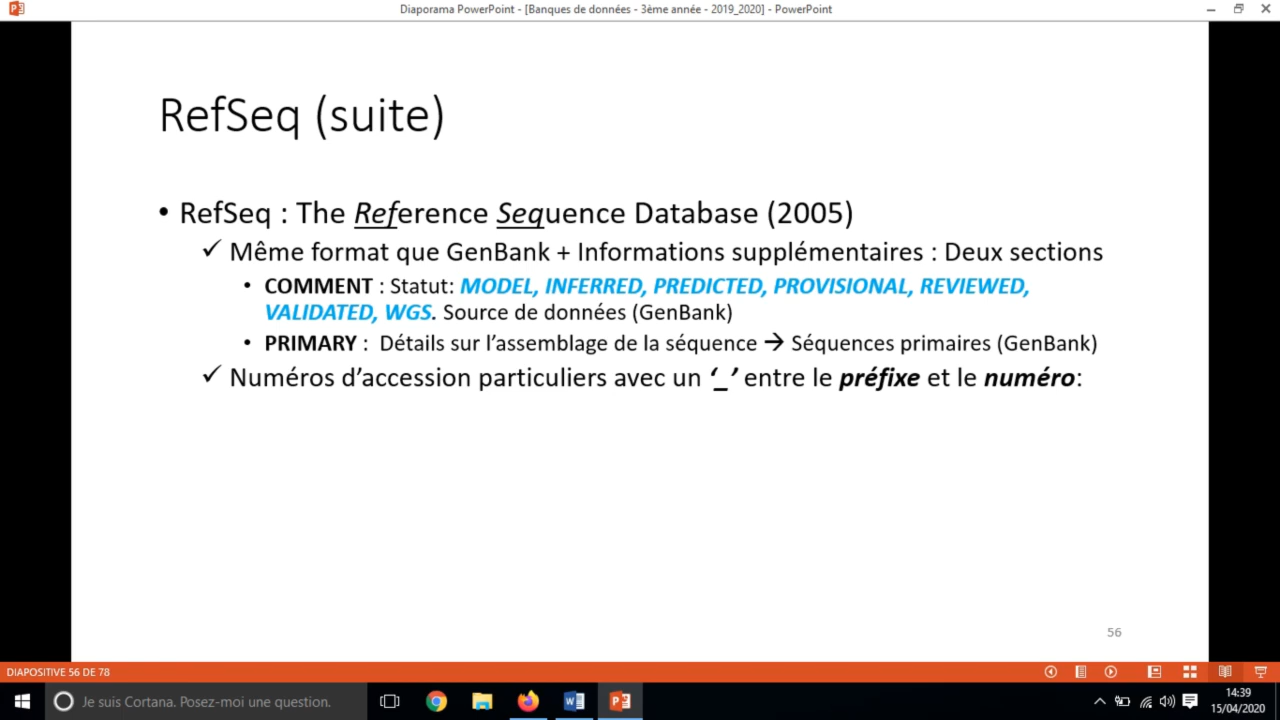 Diaporama PowerPoint - [Banques de données - 3ème année - 2019_2020] - PowerPoint
RefSeq (suite)
• RefSeq : The Reference Sequence Database (2005)
✓ Même format que GenBank + Informations supplémentaires : Deux sections
• COMMENT : Statut: MODEL, INFERRED, PREDICTED, PROVISIONAL, REVIEWED,
VALIDATED, WGS. Source de données (GenBank)
• PRIMARY : Détails sur l’assemblage de la séquence → Séquences primaires (GenBank)
✓ Numéros d’accession particuliers avec un ‘_’ entre le préfixe et le numéro:
56
DIAPOSITIVE 56 DE 78
Je suis Cortana. Posez-moi une question.
14:39
15/04/2020